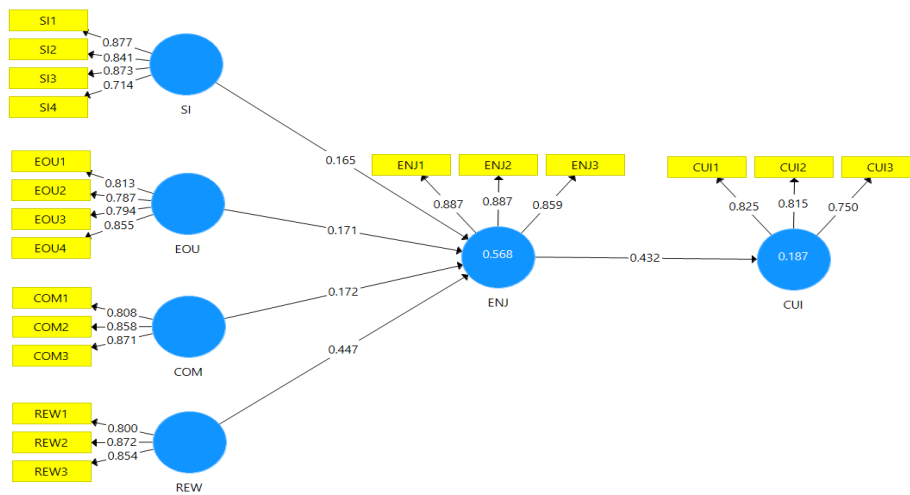 SI1
SI2
SI3
SI4
0.877
0.841
0.873
0.714
SI
0.165
EOU1
EOU2
EOU3
EOU4
0.813
0.787
0.794
0.855
EOU
0.171
COM1
COM2
COM3
0.808
0.858
0.871
COM
0.172
REW1
REW2
REW3
0.800
0.872
0.854
REW
0.447
ENJ1
ENJ2
ENJ3
0.887
0.887
0.859
0.568
ENJ
0.432
CUI1
CUI2
CUI3
0.825
0.815
0.750
0.187
CUI